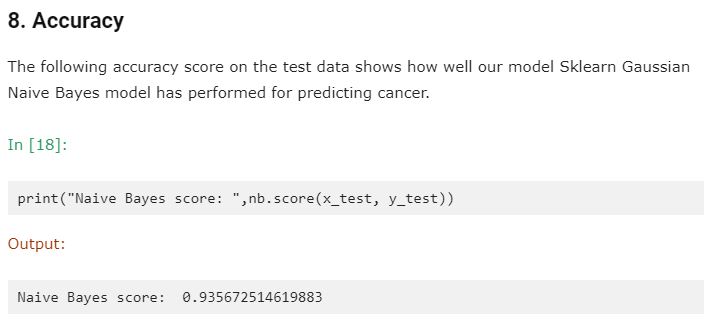 8. Accuracy
The following accuracy score on the test data shows how well our model Sklearn Gaussian
Naive Bayes model has performed for predicting cancer.
In [18]:
print("Naive Bayes score: ",nb.score(x_test, y_test))
Output:
Naive Bayes score:  0.935672514619883